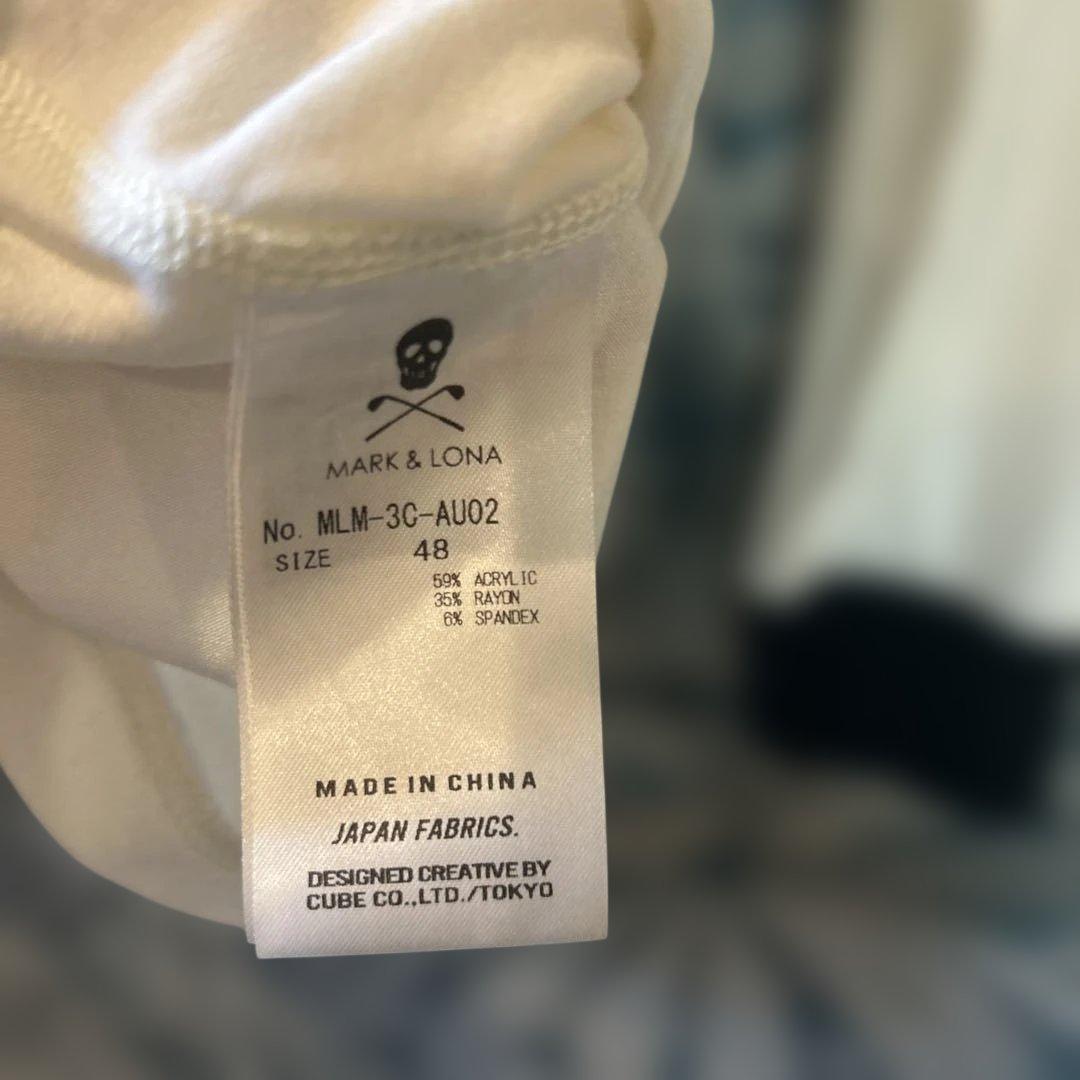 MARK & LONA
No. MLM-3C-AU02
SIZE 48
59% ACRYLIC
35% RAYON
6% SPANDEX
MADE IN CHINA
JAPAN FABRICS.
DESIGNED CREATIVE BY
CUBE CO.,LTD./TOKYO